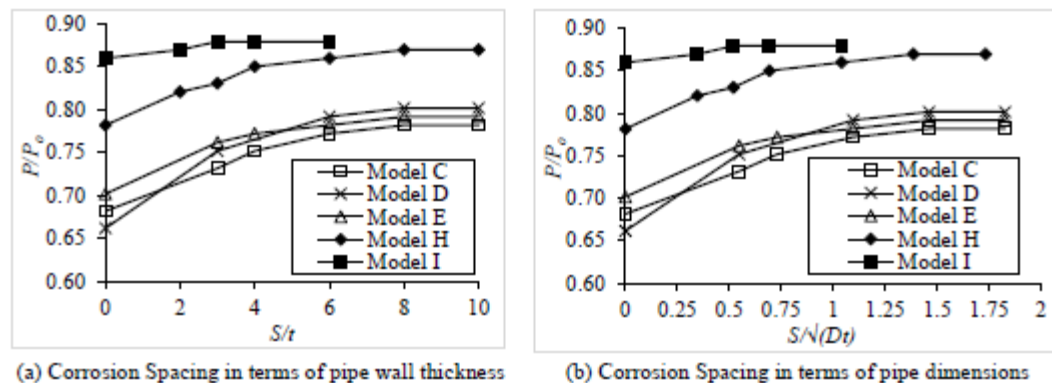 0.90
0.85
0.80
0.75
0.70
0.65
0.60
P/Po
0 2 4 6 8 10
S/t
Model C
Model D
Model E
Model H
Model I
(a) Corrosion Spacing in terms of pipe wall thickness
0.90
0.85
0.80
0.75
0.70
0.65
0.60
P/Po
0 0.25 0.5 0.75 1 1.25 1.5 1.75 2
S/√(Dt)
Model C
Model D
Model E
Model H
Model I
(b) Corrosion Spacing in terms of pipe dimensions